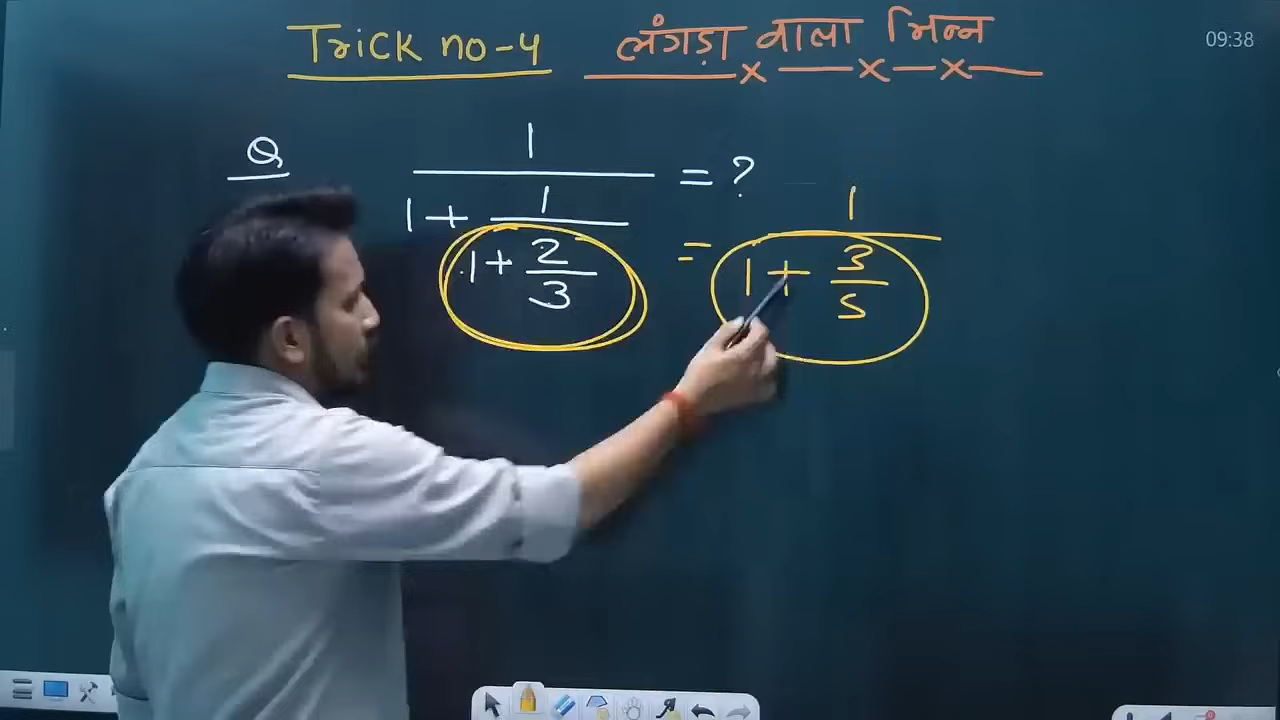 Trick no-4 लंगड़ा वाला भिन्न
09:38
Q 1/(1+1/(1+2/3)) = ?
= 1/(1+3/5)